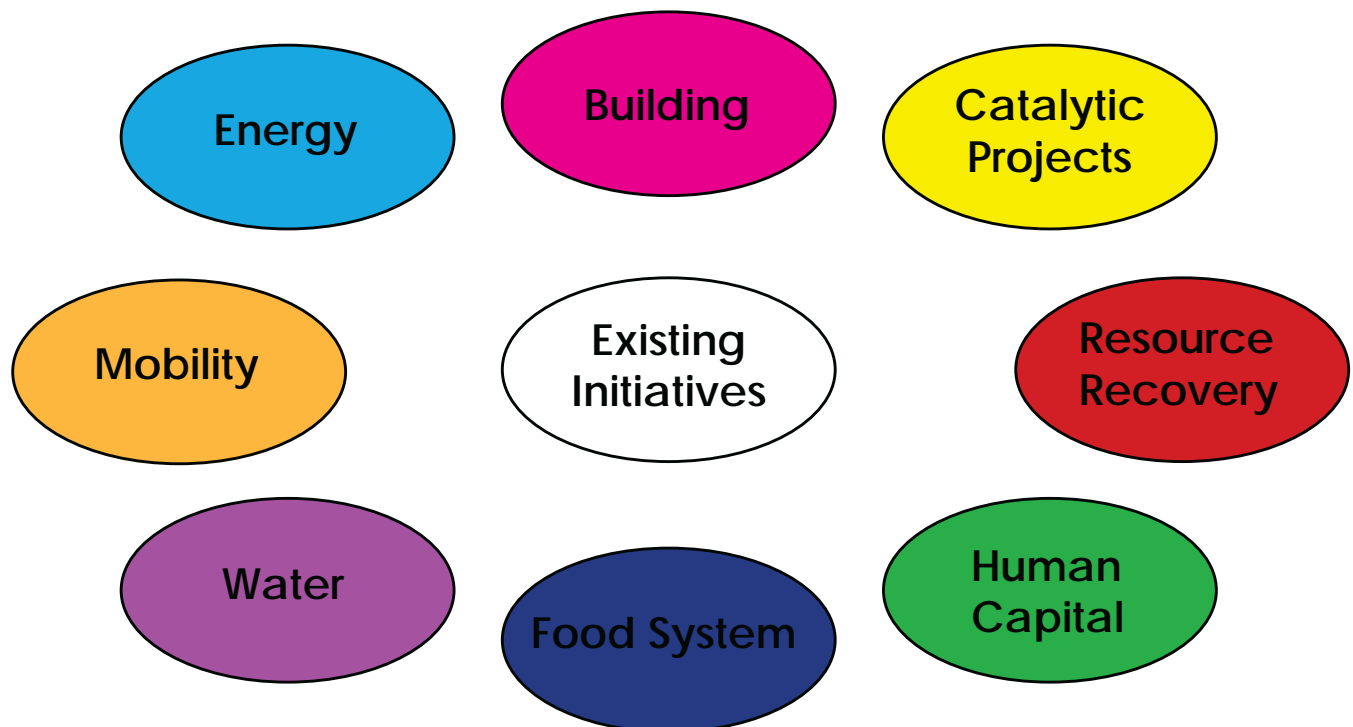 Energy
Building
Catalytic
Projects
Mobility
Existing
Initiatives
Resource
Recovery
Water
Food System
Human
Capital